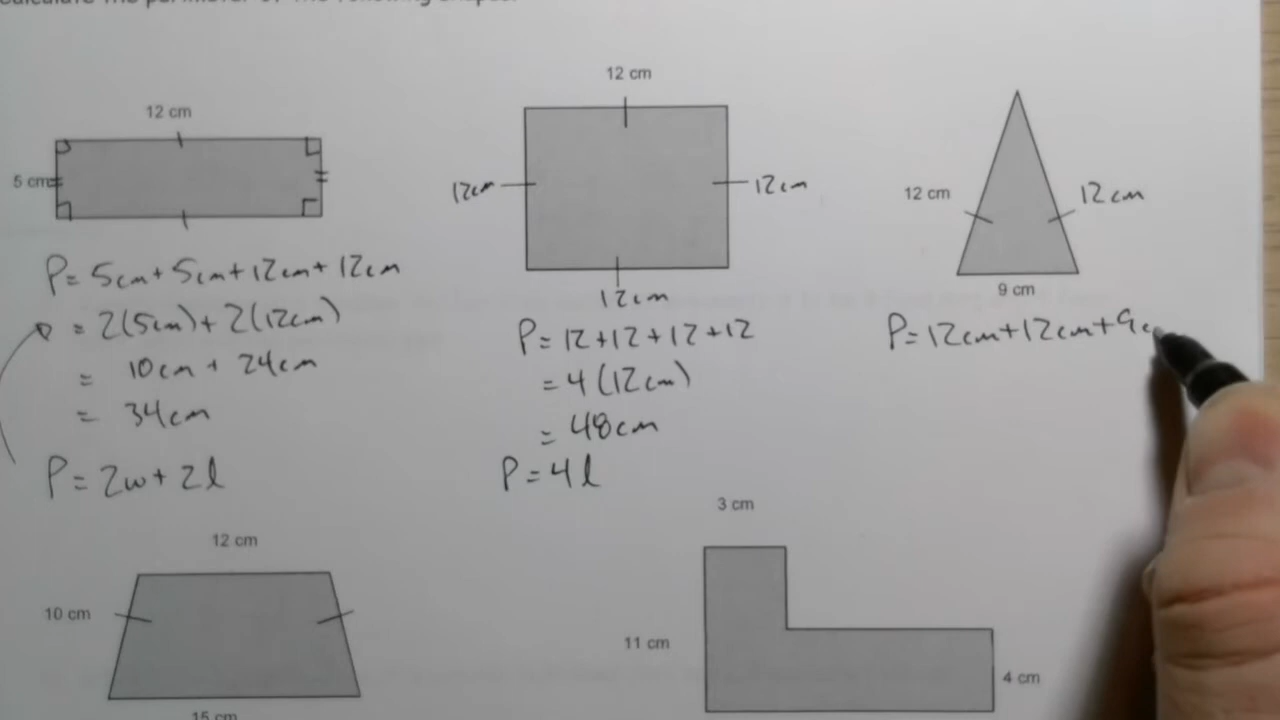 12 cm
5 cm
P= 5cm+5cm+12cm+12cm
= 2(5cm)+2(12cm)
= 10cm + 24cm
= 34cm
P=2w+2l
12 cm
12cm
12cm
12cm
P=12+12+12+12
=4(12cm)
= 48cm
P=4l
12 cm
12cm
9 cm
P=12cm+12cm+9c
12 cm
10 cm
15 cm
3 cm
11 cm
4 cm